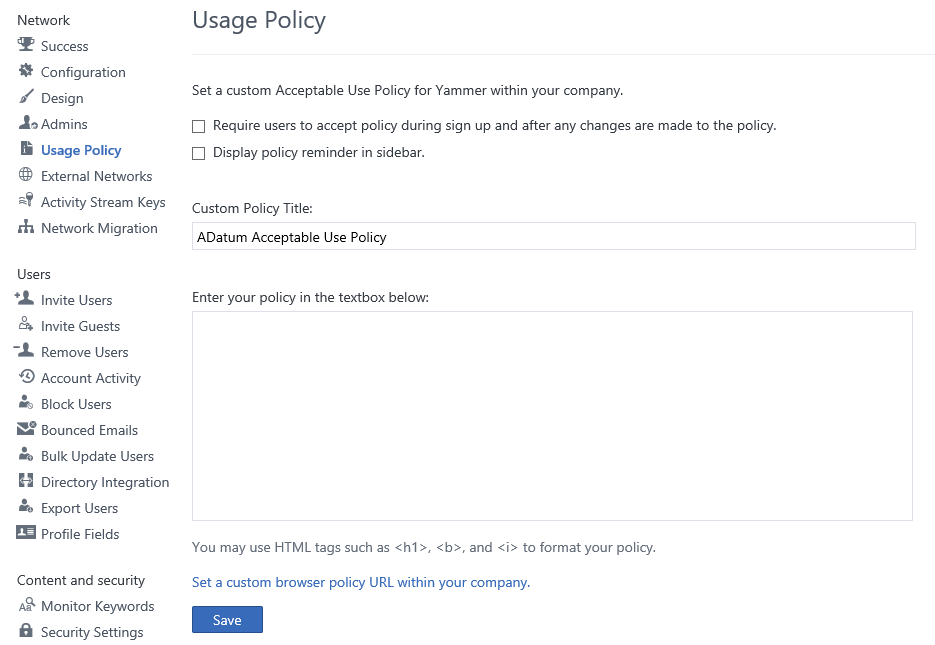 Network
Success
Configuration
Design
Admins
Usage Policy
External Networks
Activity Stream Keys
Network Migration
Users
Invite Users
Invite Guests
Remove Users
Account Activity
Block Users
Bounced Emails
Bulk Update Users
Directory Integration
Export Users
Profile Fields
Content and security
Monitor Keywords
Security Settings
Usage Policy
Set a custom Acceptable Use Policy for Yammer within your company.
Require users to accept policy during sign up and after any changes are made to the policy.
Display policy reminder in sidebar.
Custom Policy Title:
ADatum Acceptable Use Policy
Enter your policy in the textbox below:
You may use HTML tags such as <h1>, <b>, and <i> to format your policy.
Set a custom browser policy URL within your company.
Save